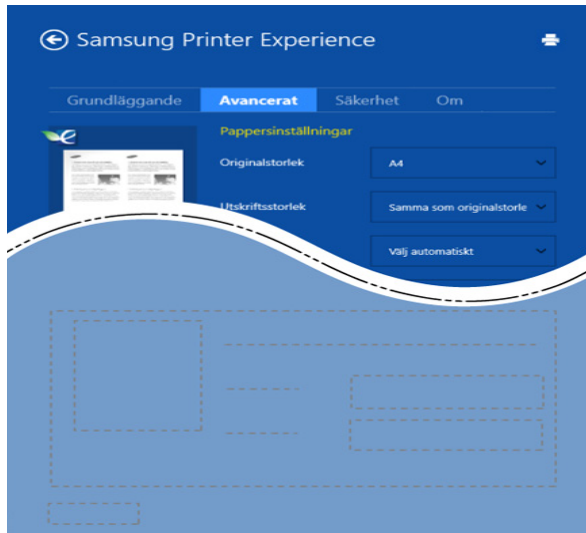 Samsung Printer Experience
Grundläggande Avancerat Säkerhet Om
Pappersinställningar
Originalstorlek A4
Utskriftsstorlek Samma som originalstorle
Välj automatiskt